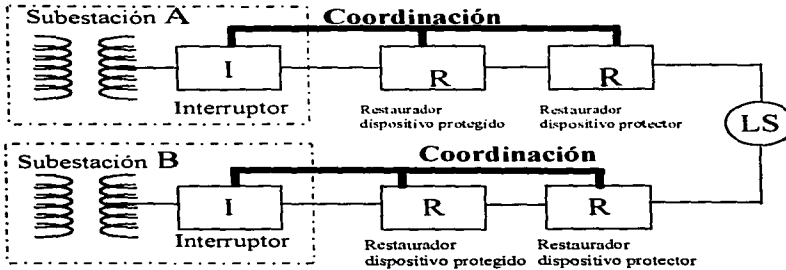 Subestación A
Coordinación
I
R
R
Interruptor
Restaurador
dispositivo protegido
Restaurador
dispositivo protector
LS
Subestación B
Coordinación
I
R
R
Interruptor
Restaurador
dispositivo protegido
Restaurador
dispositivo protector